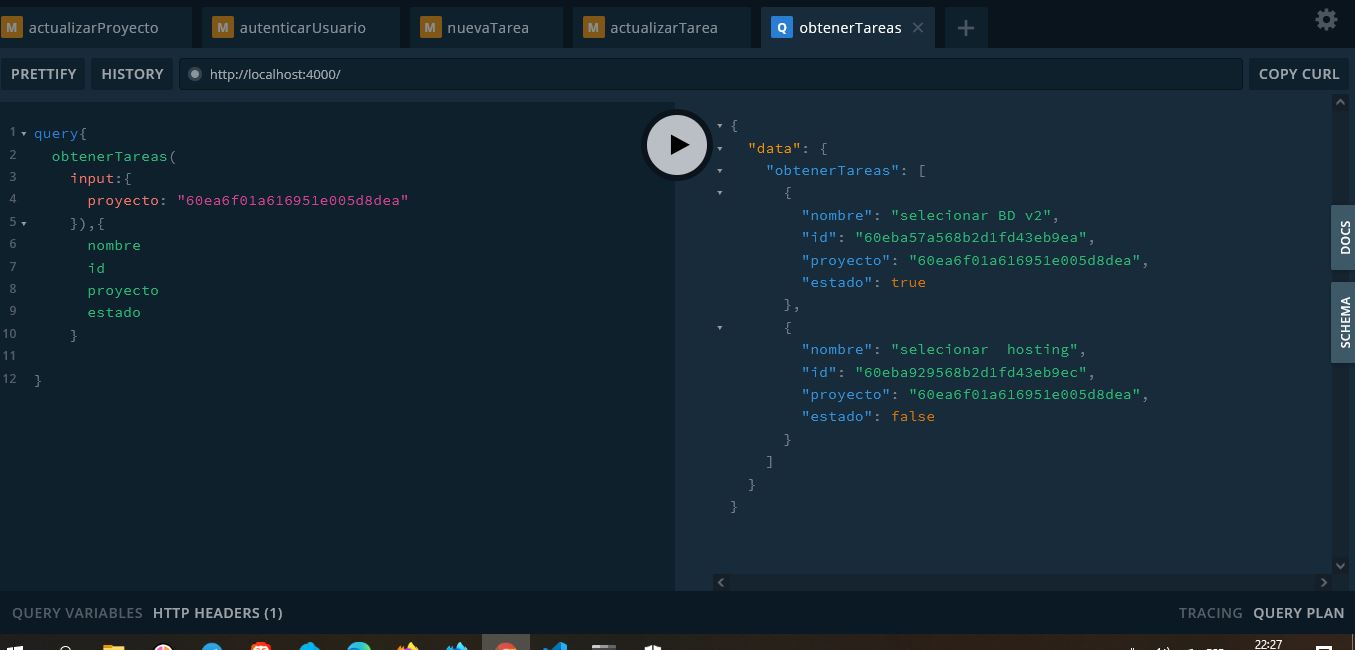 M actualizarProyecto M autenticarUsuario M nuevaTarea M actualizarTarea Q obtenerTareas
PRETTIFY HISTORY http://localhost:4000/ COPY CURL
1 query{
2 obtenerTareas(
3 input:{
4 proyecto: "60ea6f01a616951e005d8dea"
5 }),{
6 nombre
7 id
8 proyecto
9 estado
10 }
11
12 }
{
"data": {
"obtenerTareas": [
{
"nombre": "selecionar BD v2",
"id": "60eba57a568b2d1fd43eb9ea",
"proyecto": "60ea6f01a616951e005d8dea",
"estado": true
},
{
"nombre": "selecionar  hosting",
"id": "60eba929568b2d1fd43eb9ec",
"proyecto": "60ea6f01a616951e005d8dea",
"estado": false
}
]
}
}
DOCS
SCHEMA
QUERY VARIABLES HTTP HEADERS (1) TRACING QUERY PLAN
22:27